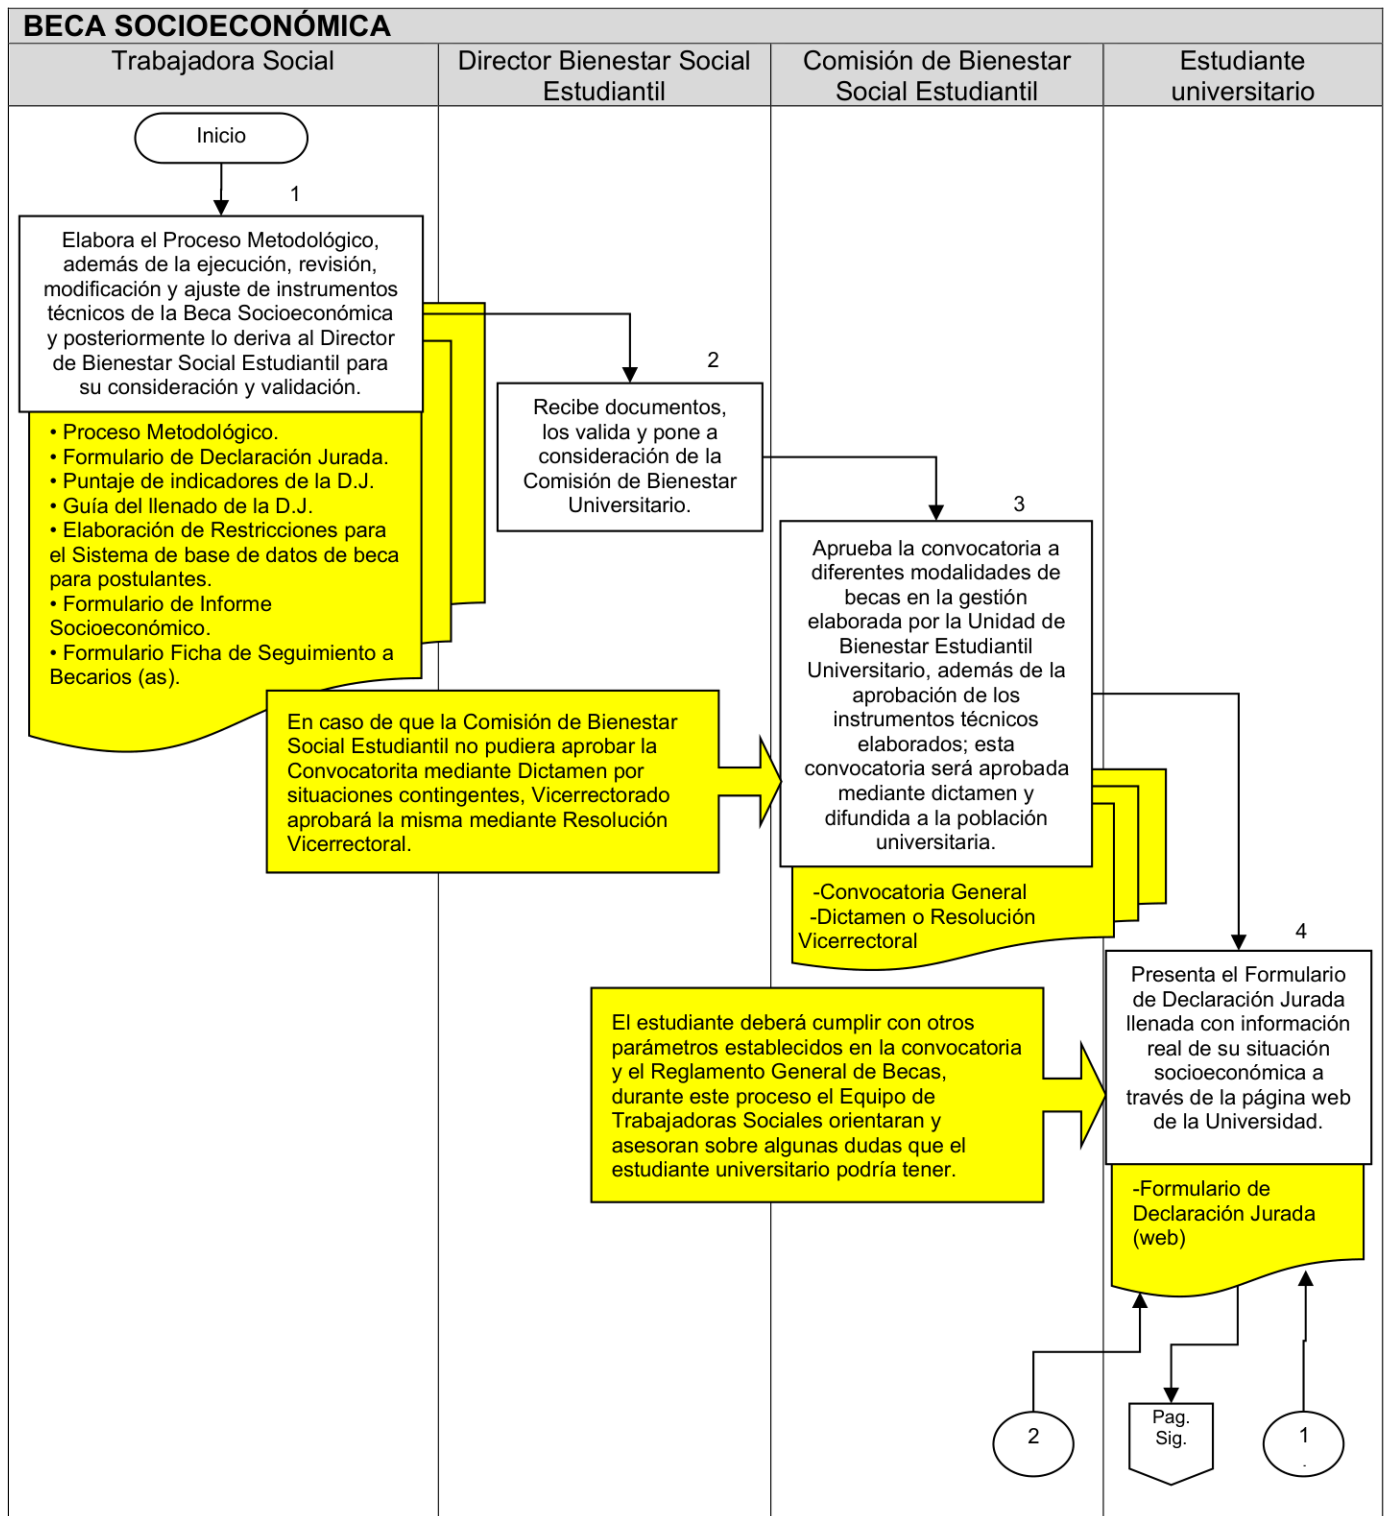 BECA SOCIOECONÓMICA
Trabajadora Social
Director Bienestar Social
Estudiantil
Comisión de Bienestar
Social Estudiantil
Estudiante
universitario
Inicio
1
Elabora el Proceso Metodológico,
además de la ejecución, revisión,
modificación y ajuste de instrumentos
técnicos de la Beca Socioeconómica
y posteriormente lo deriva al Director
de Bienestar Social Estudiantil para
su consideración y validación.
• Proceso Metodológico.
• Formulario de Declaración Jurada.
• Puntaje de indicadores de la D.J.
• Guía del llenado de la D.J.
• Elaboración de Restricciones para
el Sistema de base de datos de beca
para postulantes.
• Formulario de Informe
Socioeconómico.
• Formulario Ficha de Seguimiento a
Becarios (as).
2
Recibe documentos,
los valida y pone a
consideración de la
Comisión de Bienestar
Universitario.
3
Aprueba la convocatoria a
diferentes modalidades de
becas en la gestión
elaborada por la Unidad de
Bienestar Estudiantil
Universitario, además de la
aprobación de los
instrumentos técnicos
elaborados; esta
convocatoria será aprobada
mediante dictamen y
difundida a la población
universitaria.
En caso de que la Comisión de Bienestar
Social Estudiantil no pudiera aprobar la
Convocatorita mediante Dictamen por
situaciones contingentes, Vicerrectorado
aprobará la misma mediante Resolución
Vicerrectoral.
-Convocatoria General
-Dictamen o Resolución
Vicerrectoral
4
Presenta el Formulario
de Declaración Jurada
llenada con información
real de su situación
socioeconómica a
través de la página web
de la Universidad.
El estudiante deberá cumplir con otros
parámetros establecidos en la convocatoria
y el Reglamento General de Becas,
durante este proceso el Equipo de
Trabajadoras Sociales orientaran y
asesoran sobre algunas dudas que el
estudiante universitario podría tener.
-Formulario de
Declaración Jurada
(web)
2
Pag.
Sig.
1
.